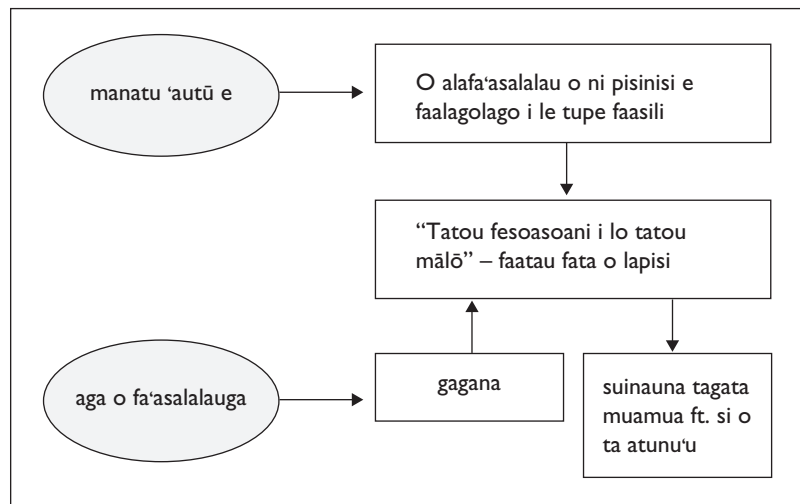 manatu ‘autū e
O alafa‘asalalau o ni pisinisi e
faalagolago i le tupe faasili
“Tatou fesoasoani i lo tatou
mālō” – faatau fata o lapisi
aga o fa‘asalalauga
gagana
suinauna tagata
muamua ft. si o
ta atunu‘u